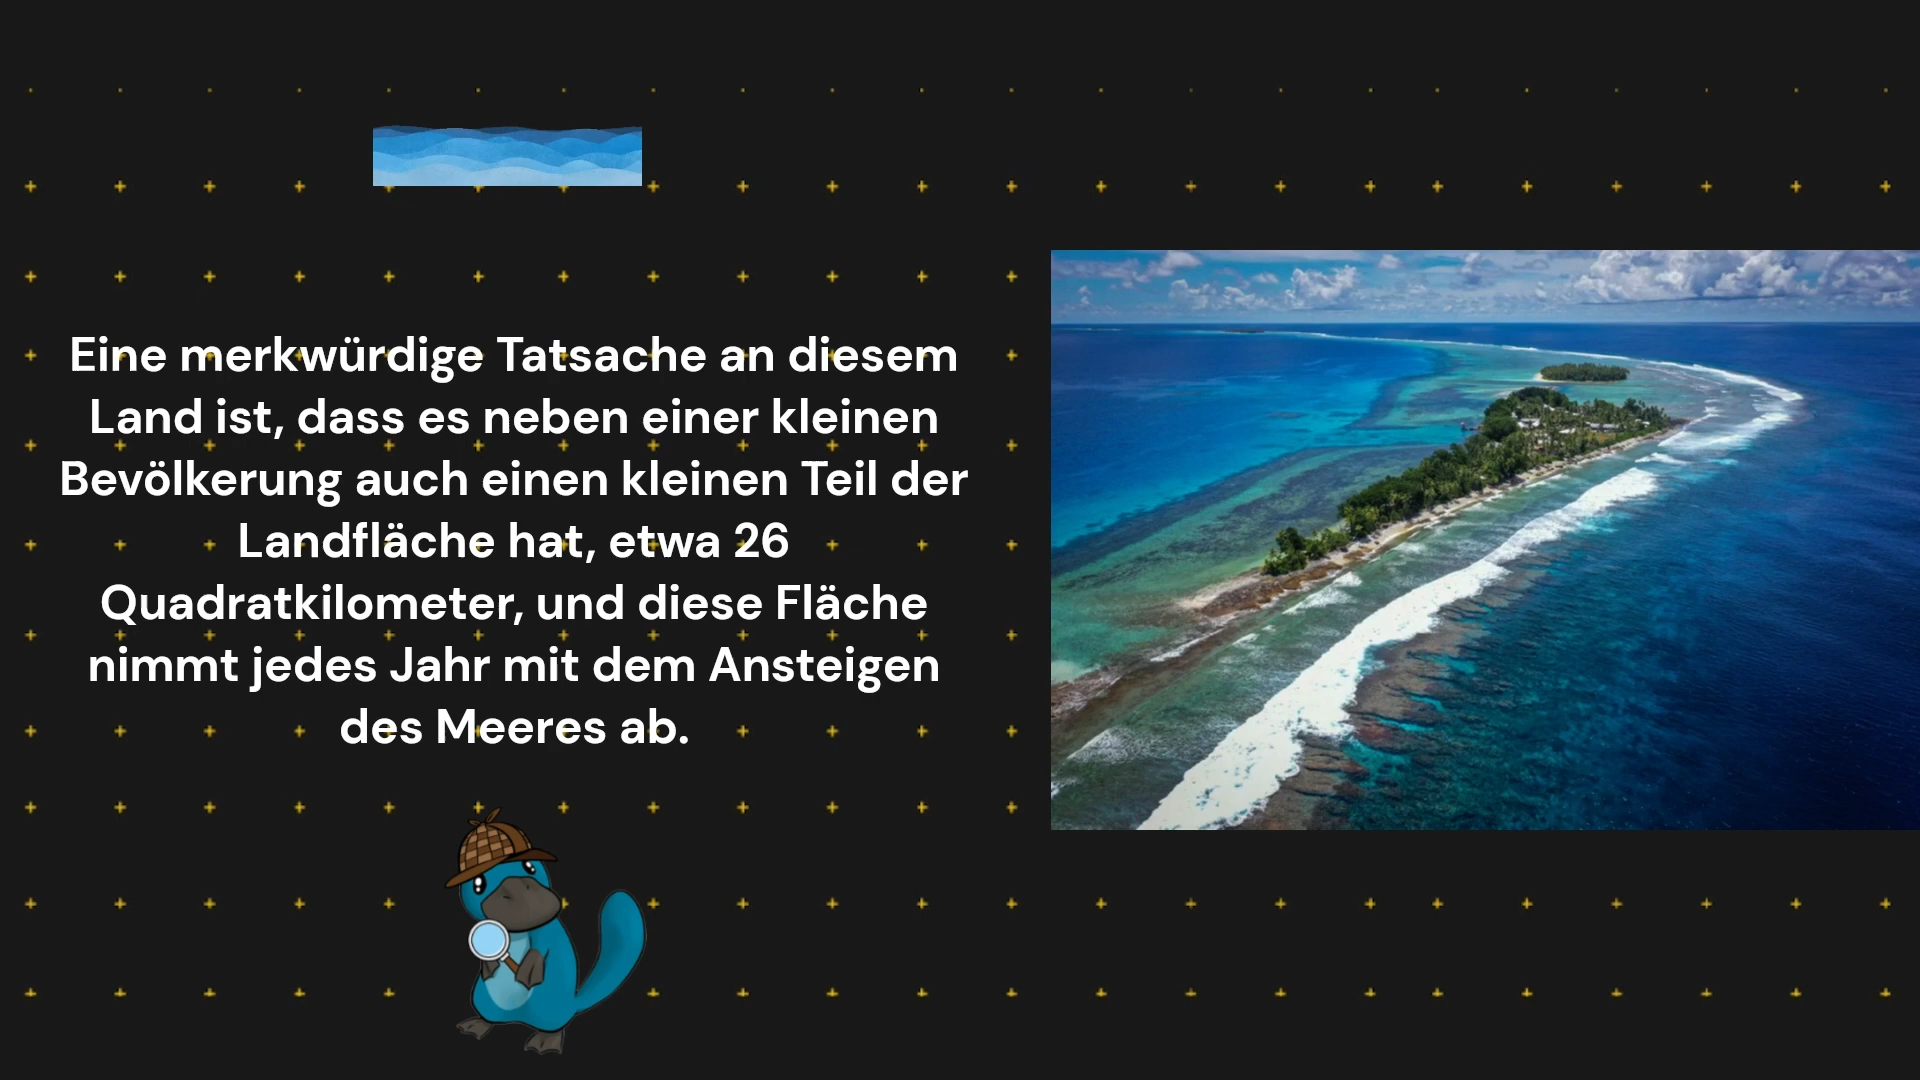 Eine merkwürdige Tatsache an diesem
Land ist, dass es neben einer kleinen
Bevölkerung auch einen kleinen Teil der
Landfläche hat, etwa 26
Quadratkilometer, und diese Fläche
nimmt jedes Jahr mit dem Ansteigen
des Meeres ab.